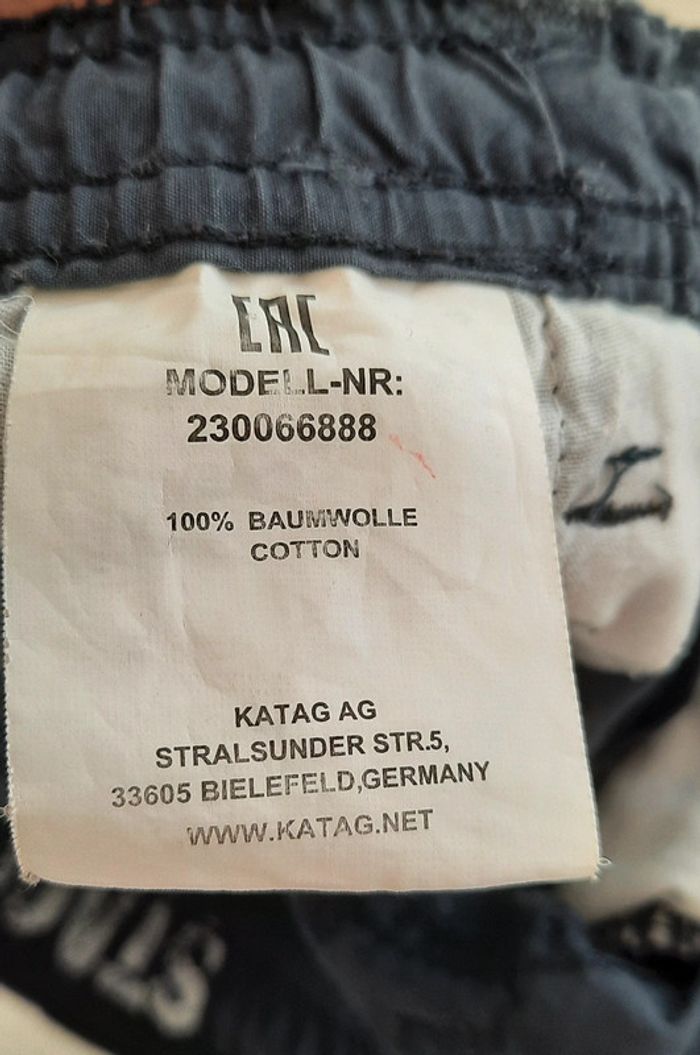 EAC
MODELL-NR:
230066888
100% BAUMWOLLE
COTTON
KATAG AG
STRALSUNDER STR.5,
33605 BIELEFELD,GERMANY
WWW.KATAG.NET
L